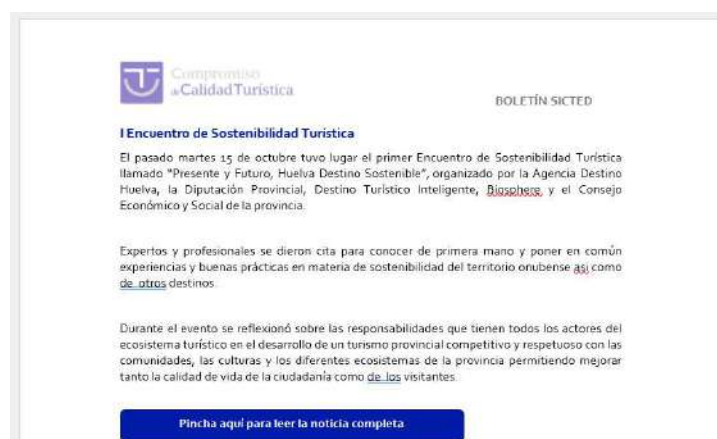 Compromiso
de Calidad Turística
BOLETÍN SICTED
I Encuentro de Sostenibilidad Turística
El pasado martes 15 de octubre tuvo lugar el primer Encuentro de Sostenibilidad Turística
llamado “Presente y Futuro, Huelva Destino Sostenible”, organizado por la Agencia Destino
Huelva, la Diputación Provincial, Destino Turístico Inteligente, Biosphere y el Consejo
Económico y Social de la provincia.
Expertos y profesionales se dieron cita para conocer de primera mano y poner en común
experiencias y buenas prácticas en materia de sostenibilidad del territorio onubense asi como
de otros destinos.
Durante el evento se reflexionó sobre las responsabilidades que tienen todos los actores del
ecosistema turístico en el desarrollo de un turismo provincial competitivo y respetuoso con las
comunidades, las culturas y los diferentes ecosistemas de la provincia permitiendo mejorar
tanto la calidad de vida de la ciudadanía como de los visitantes.
Pincha aquí para leer la noticia completa